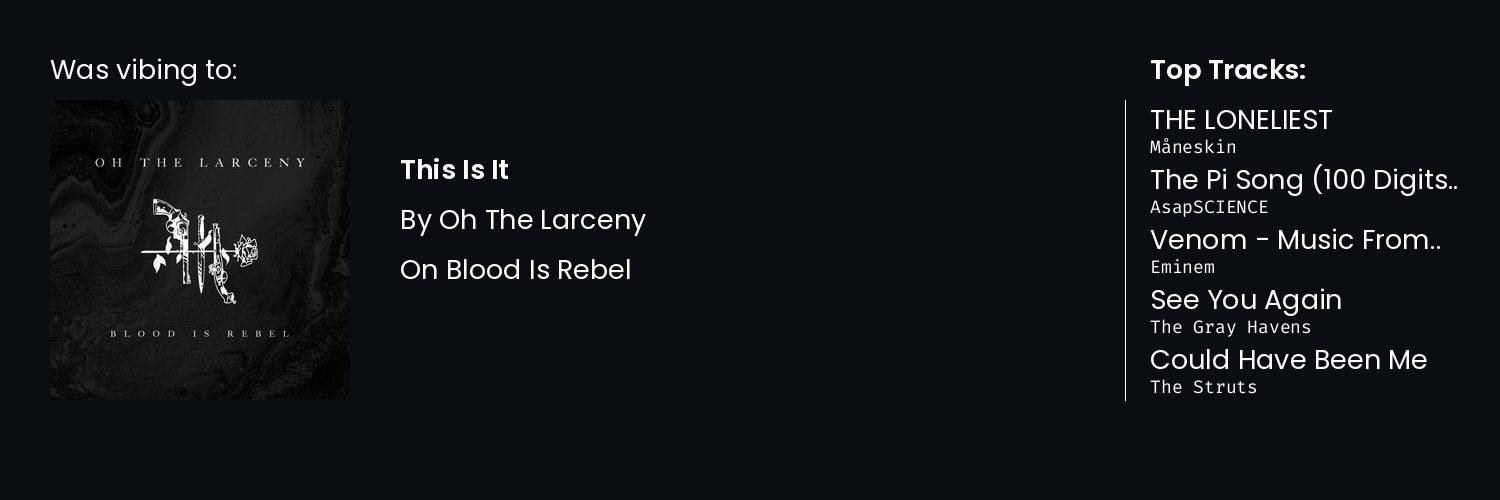 Was vibing to:
OH THE LARCENY
BLOOD IS REBEL
This Is It
By Oh The Larceny
On Blood Is Rebel
Top Tracks:
THE LONELIEST
Måneskin
The Pi Song (100 Digits..
AsapSCIENCE
Venom - Music From..
Eminem
See You Again
The Gray Havens
Could Have Been Me
The Struts